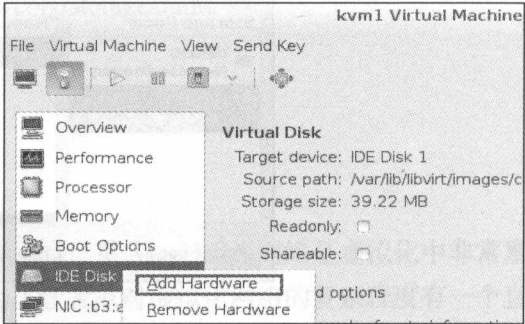 kvm1 Virtual Machine
File Virtual Machine View Send Key
Overview
Performance
Processor
Memory
Boot Options
IDE Disk
NIC :b3:a
Virtual Disk
Target device: IDE Disk 1
Source path: /var/lib/libvirt/images/c
Storage size: 39.22 MB
Readonly:
Shareable:
d options
Add Hardware
Remove Hardware